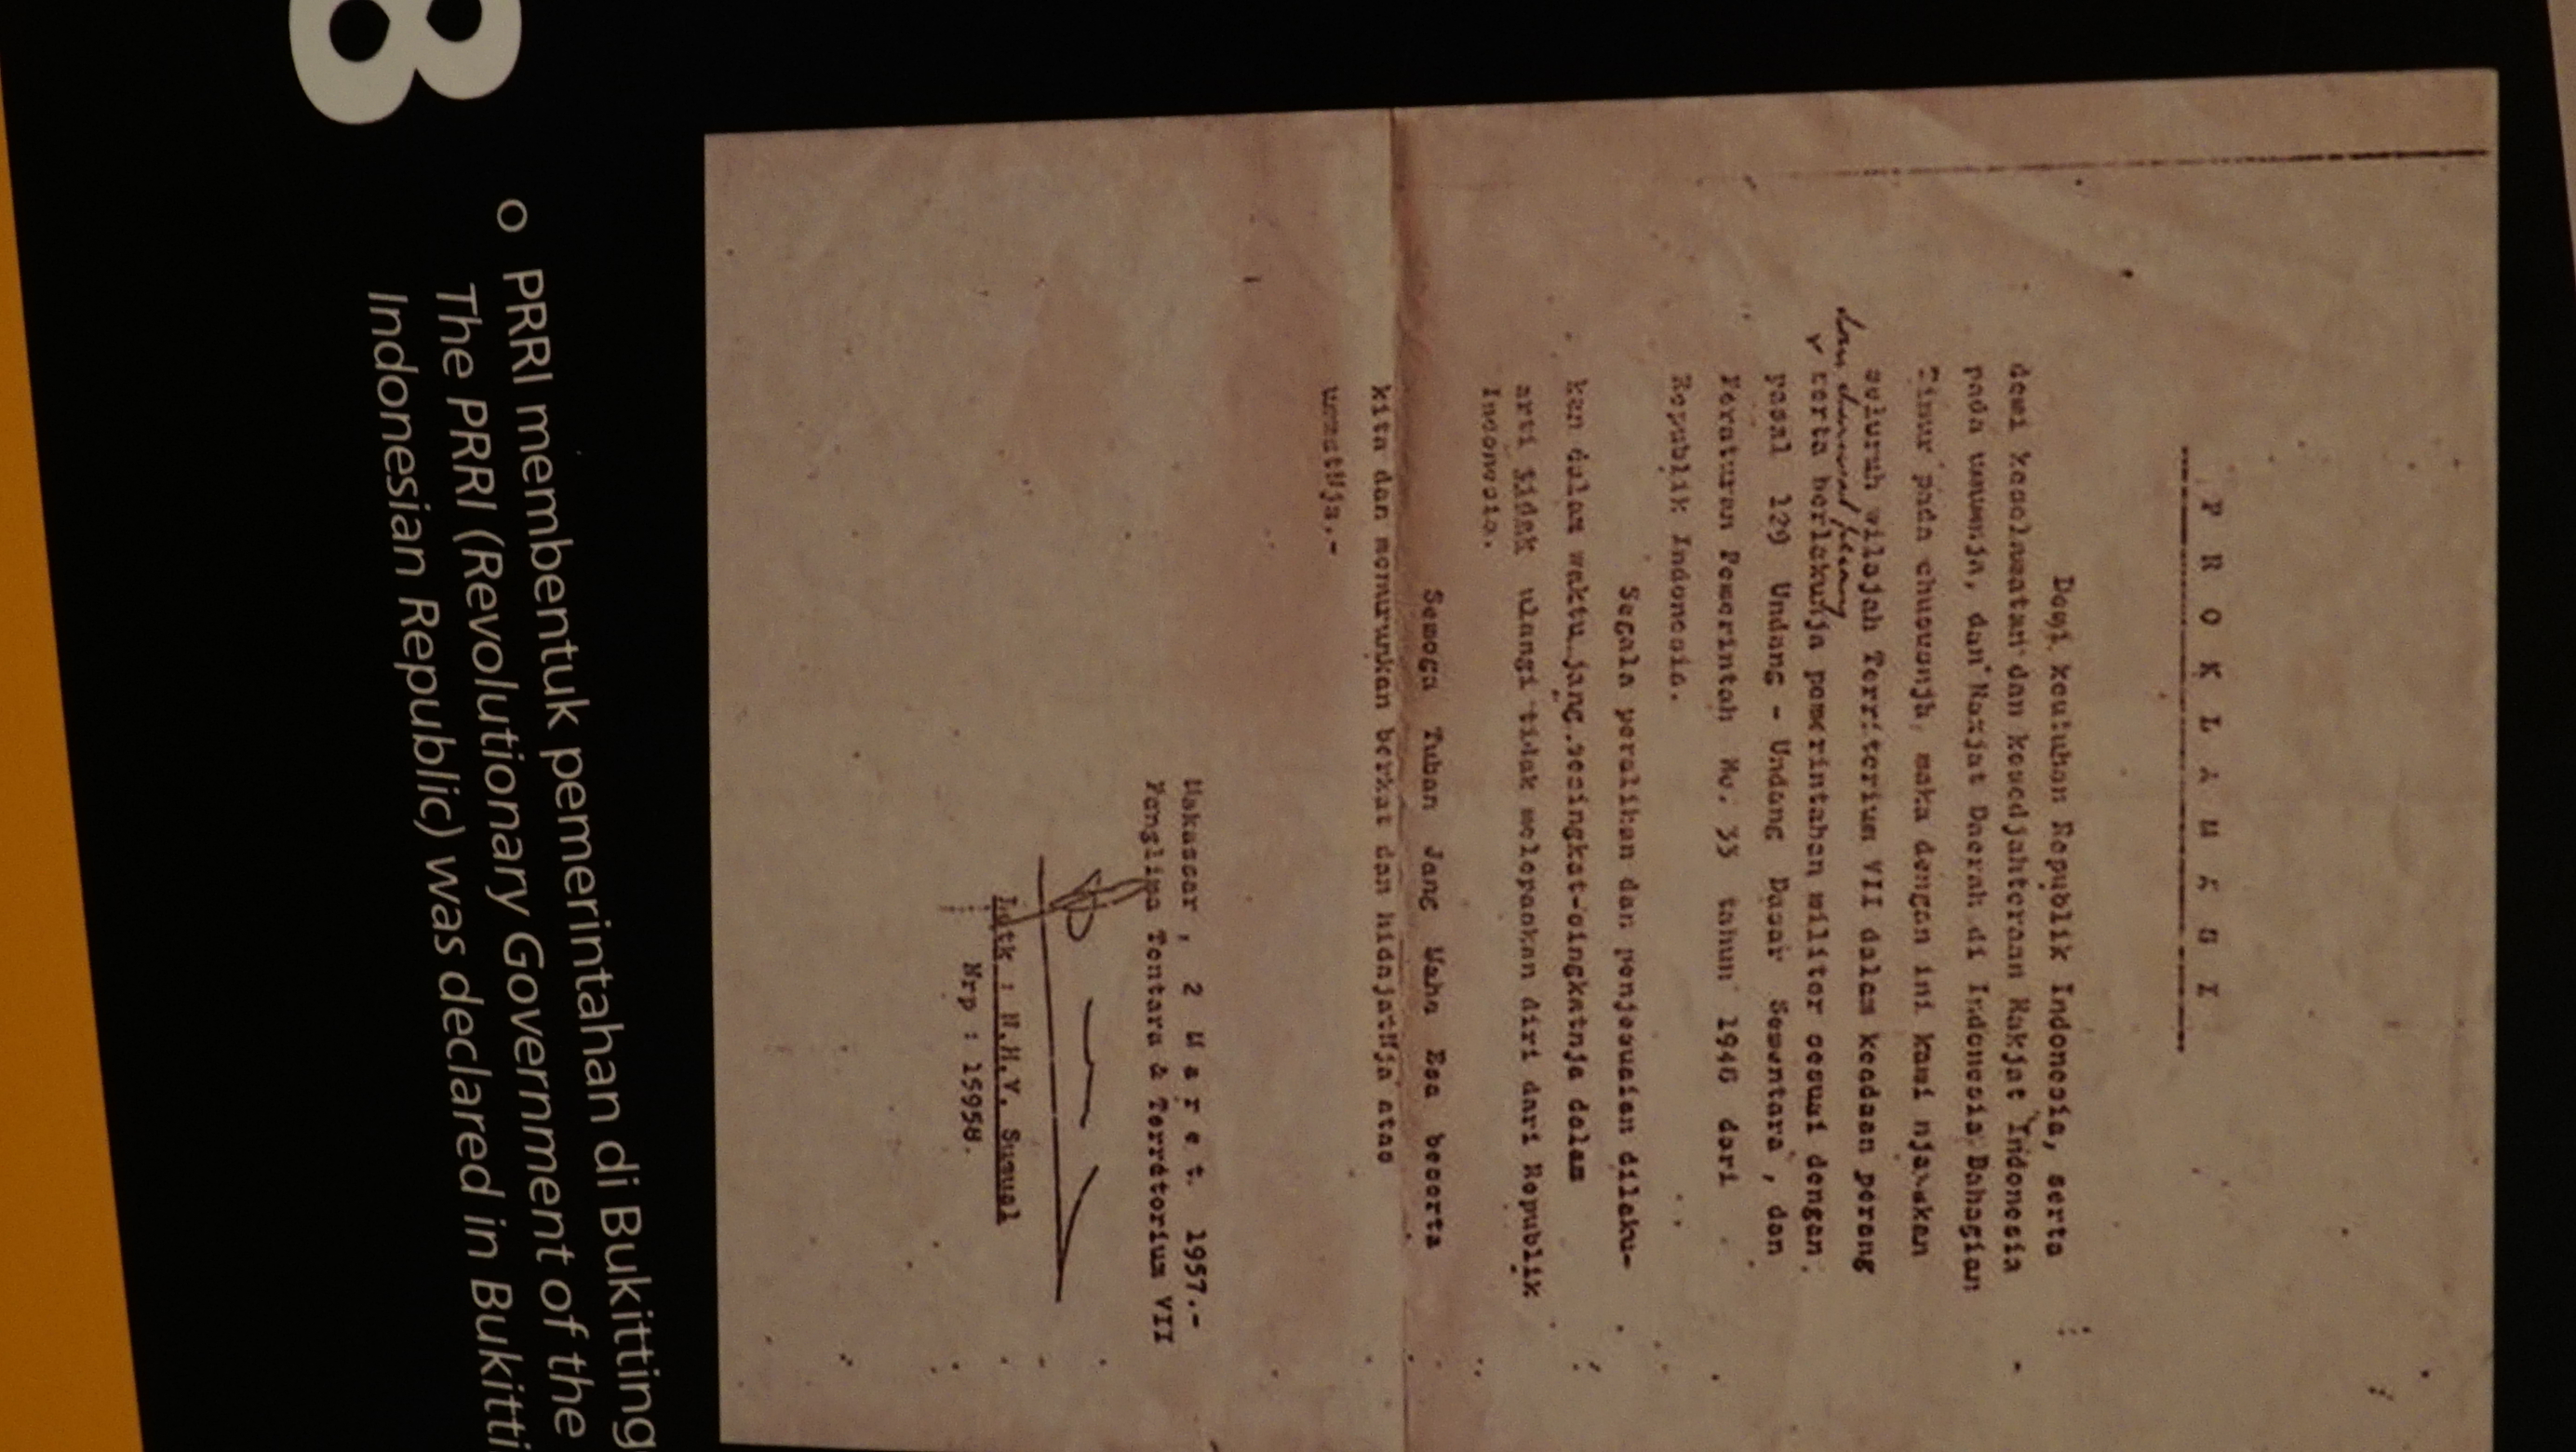 P R O K L A M A S I
Demi keutuhan Republik Indonesia, serta
demi keselamatan dan kesedjahteraan Rakjat Indonesia
pada umumnja, dan Rakjat Daerah di Indonesia Bahagian
Timur pada chususnja, maka dengan ini kami njatakan
seluruh wilajah Territorium VII dalam keadaan perang
dan darurat perang
serta berlakunja pemerintahan militer sesuai dengan
pasal 129 Undang - Undang Dasar Sementara , dan
Peraturan Pemerintah No. 33 tahun 1948 dari
Republik Indonesia.
Segala peralihan dan penjesuaian dilaku-
kan dalam waktu jang sesingkat-singkatnja dalam
arti tidak ulangi tidak melepaskan diri dari Republik
Indonesia.
Semoga Tuhan Jang Maha Esa beserta
kita dan menurunkan berkat dan hidajatNja atas
ummatNja.-
Makassar , 2 M a r e t 1957.-
Panglima Tentara & Territorium VII
Letk : H.N.V. Sumual
Nrp : 15958.
8
o PRRI membentuk pemerintahan di Bukitting
The PRRI (Revolutionary Government of the
Indonesian Republic) was declared in Bukitti